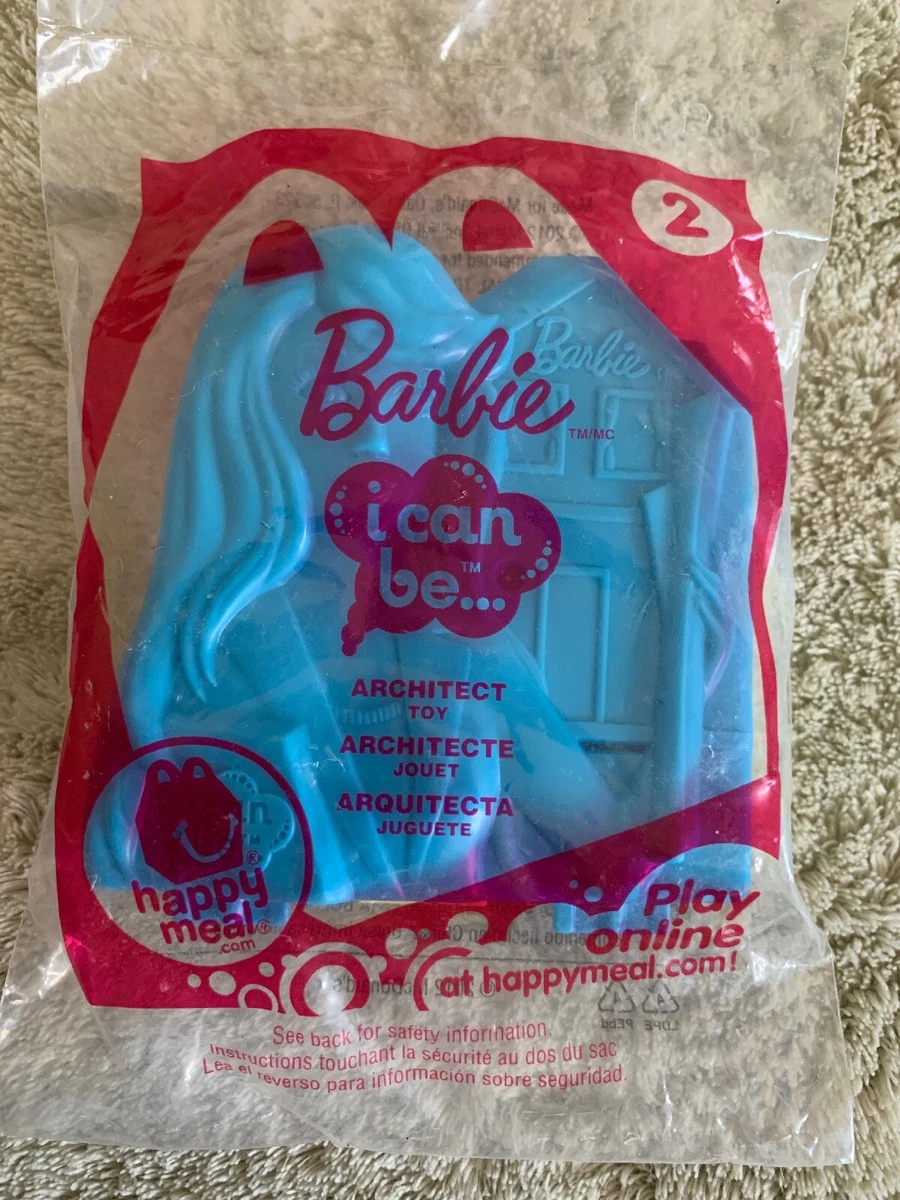 2
Barbie
TM/MC
Barbie
i can
be...™
ARCHITECT
TOY
ARCHITECTE
JOUET
ARQUITECTA
JUGUETE
happy
meal®
.com
®
Play
online
at happymeal.com!
See back for safety information.
Instructions touchant la sécurité au dos du sac
Lea el reverso para información sobre seguridad.